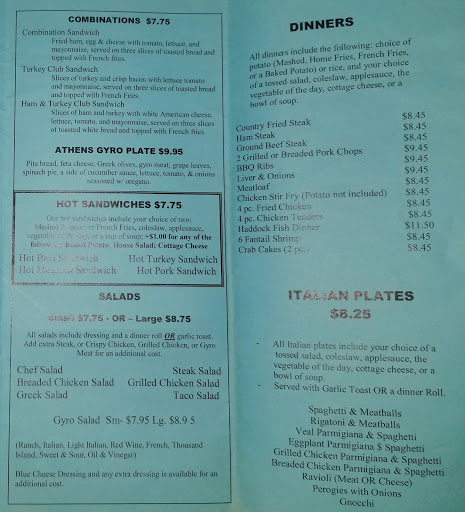 COMBINATIONS $7.75
Combination Sandwich
Fried ham, egg & cheese with tomato, lettuce, and
mayonnaise, served on three slices of toasted bread and
topped with French fries.
Turkey Club Sandwich
Slices of turkey and crisp bacon with lettuce tomato
and mayonnaise, served on three slices of toasted bread
and topped with French Fries.
Ham & Turkey Club Sandwich
Slices of ham and turkey with white American cheese,
lettuce, tomato, and mayonnaise, served on three slices
of toasted white bread and topped with French fries.
ATHENS GYRO PLATE $9.95
Pita bread, feta cheese, Greek olives, gyro meat, grape leaves,
spinach pie, a side of cucumber sauce, lettuce, tomato, & onions
seasoned w/ oregano.
HOT SANDWICHES $7.75
Our hot sandwiches include your choice of two:
Mashed Potato, or French Fries, coleslaw, applesauce,
vegetable of the day, or a cup of soup; +$1.00 for any of the
following Baked Potato; House Salad; Cottage Cheese
Hot Beef Sandwich Hot Turkey Sandwich
Hot Meatloaf Sandwich Hot Pork Sandwich
SALADS
Small $7.75 - OR – Large $8.75
All salads include dressing and a dinner roll OR garlic toast.
Add extra Steak, or Crispy Chicken, Grilled Chicken, or Gyro
Meat for an additional cost.
Chef Salad Steak Salad
Breaded Chicken Salad Grilled Chicken Salad
Greek Salad Taco Salad
Gyro Salad Sm- $7.95 Lg. $8.9 5
(Ranch, Italian, Light Italian, Red Wine, French, Thousand
Island, Sweet & Sour, Oil & Vinegar)
Blue Cheese Dressing and any extra dressing is available for an
additional cost.
DINNERS
All dinners include the following: choice of
potato (Mashed, Home Fries, French Fries,
or a Baked Potato) or rice, and your choice
of a tossed salad, coleslaw, applesauce, the
vegetable of the day, cottage cheese, or a
bowl of soup.
Country Fried Steak $8.45
Ham Steak $8.45
Ground Beef Steak $8.45
2 Grilled or Breaded Pork Chops $9.45
BBQ Ribs $9.45
Liver & Onions $8.45
Meatloaf $8.45
Chicken Stir Fry (Potato not included) $8.45
4 pc. Fried Chicken $8.45
4 pc. Chicken Tenders $8.45
Haddock Fish Dinner $11.50
6 Fantail Shrimp $8.45
Crab Cakes (2 pc.) $8.45
ITALIAN PLATES
$8.25
- All Italian plates include your choice of a
tossed salad, coleslaw, applesauce, the
vegetable of the day, cottage cheese, or a
bowl of soup.
- Served with Garlic Toast OR a dinner Roll.
Spaghetti & Meatballs
Rigatoni & Meatballs
Veal Parmigiana & Spaghetti
Eggplant Parmigiana $ Spaghetti
Grilled Chicken Parmigiana & Spaghetti
Breaded Chicken Parmigiana & Spaghetti
Ravioli (Meat OR Cheese)
Perogies with Onions
Gnocchi